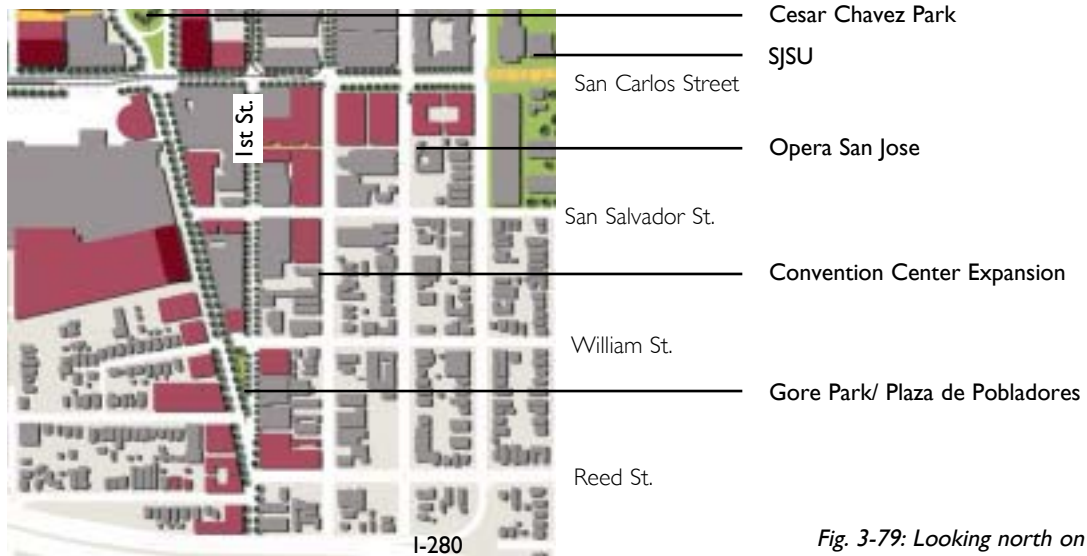 Cesar Chavez Park
SJSU
San Carlos Street
1st St.
Opera San Jose
San Salvador St.
Convention Center Expansion
William St.
Gore Park/ Plaza de Pobladores
Reed St.
I-280
Fig. 3-79: Looking north on